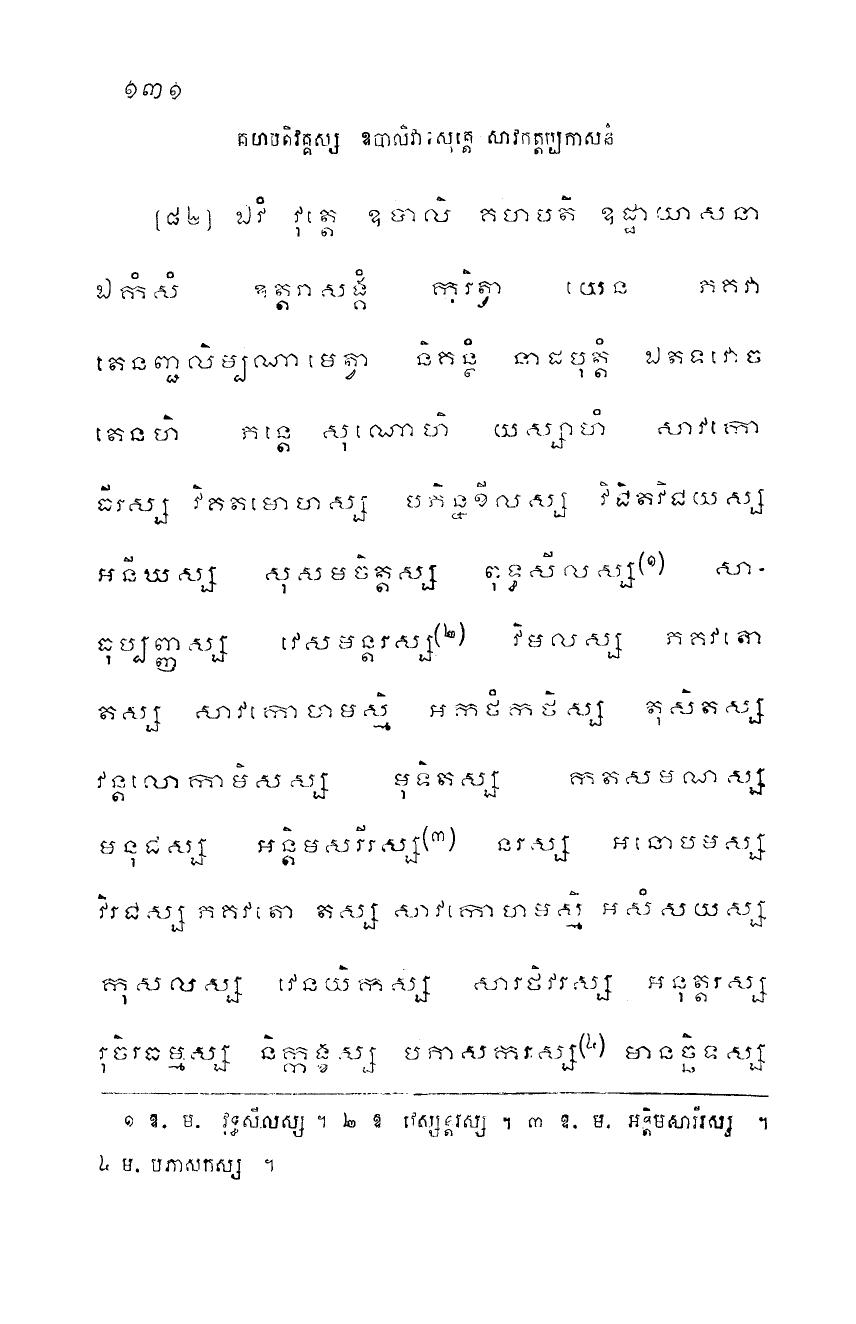 ១៣១
គហបតិវគ្គស្ស ឧបាលិវារសុត្តេ សាវកត្តប្បកាសនំ
[៨២] ឯវំ វុត្តេ ឧបាលិ គហបតិ ឧដ្ឋាយាសនា
ឯកំសំ ឧត្តរាសង្គំ ករិត្វា យេន ភគវា
តេនញ្ជលិម្បណាមេត្វា និគន្ថំ នាដបុត្តំ ឯតទវោច
តេនហិ ភន្តេ សុណោហិ យស្សាហំ សាវកោ
ធីរស្ស វិគតមោហស្ស បភិន្នខីលស្ស វិជិតវិជយស្ស
អនីឃស្ស សុសមចិត្តស្ស ពុទ្ធសីលស្ស(១) សា-
ធុប្បញ្ញស្ស វេសមន្តរស្ស(២) វិមលស្ស ភគវតោ
តស្ស សាវកោហមស្មិ អកថំកថិស្ស តុសិតស្ស
វន្តលោកាមិសស្ស មុទិតស្ស កតសមណស្ស
មនុជស្ស អន្តិមសរីរស្ស(៣) នរស្ស អនោបមស្ស
វិរជស្ស ភគវតោ តស្ស សាវកោហមស្មិ អសំសយស្ស
កុសលស្ស វេនយិកស្ស សារថិវរស្ស អនុត្តរស្ស
រុចិរធម្មស្ស និក្កង្ខស្ស បកាសករស្ស(៤) មានច្ឆិទស្ស
១ ឱ. ម. វុទ្ធសីលស្ស ។ ២ ឱ វេស្សន្តរស្ស ។ ៣ ឱ. ម. អន្តិមសារីរស្ស ។
៤ ម. បភាសកស្ស ។